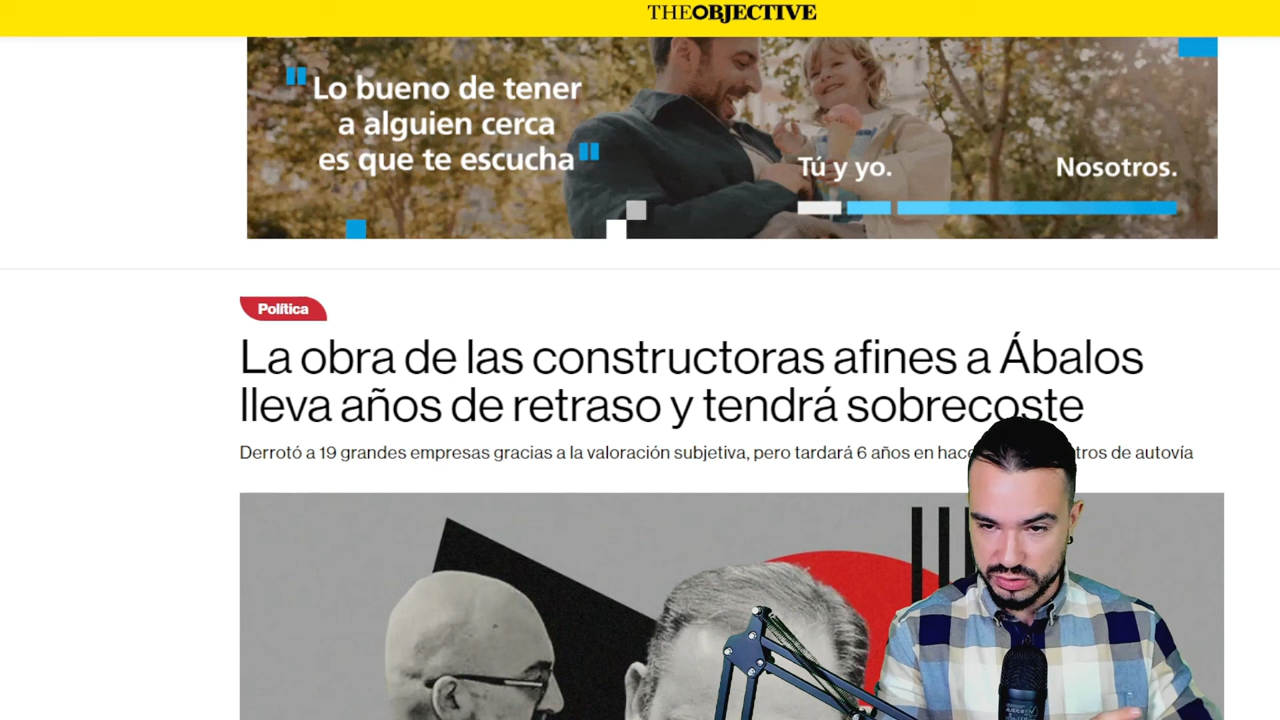 THEOBJECTIVE
"Lo bueno de tener
a alguien cerca
es que te escucha"
Tú y yo.
Nosotros.
Política
La obra de las constructoras afines a Ábalos
lleva años de retraso y tendrá sobrecoste
Derrotó a 19 grandes empresas gracias a la valoración subjetiva, pero tardará 6 años en de autovía